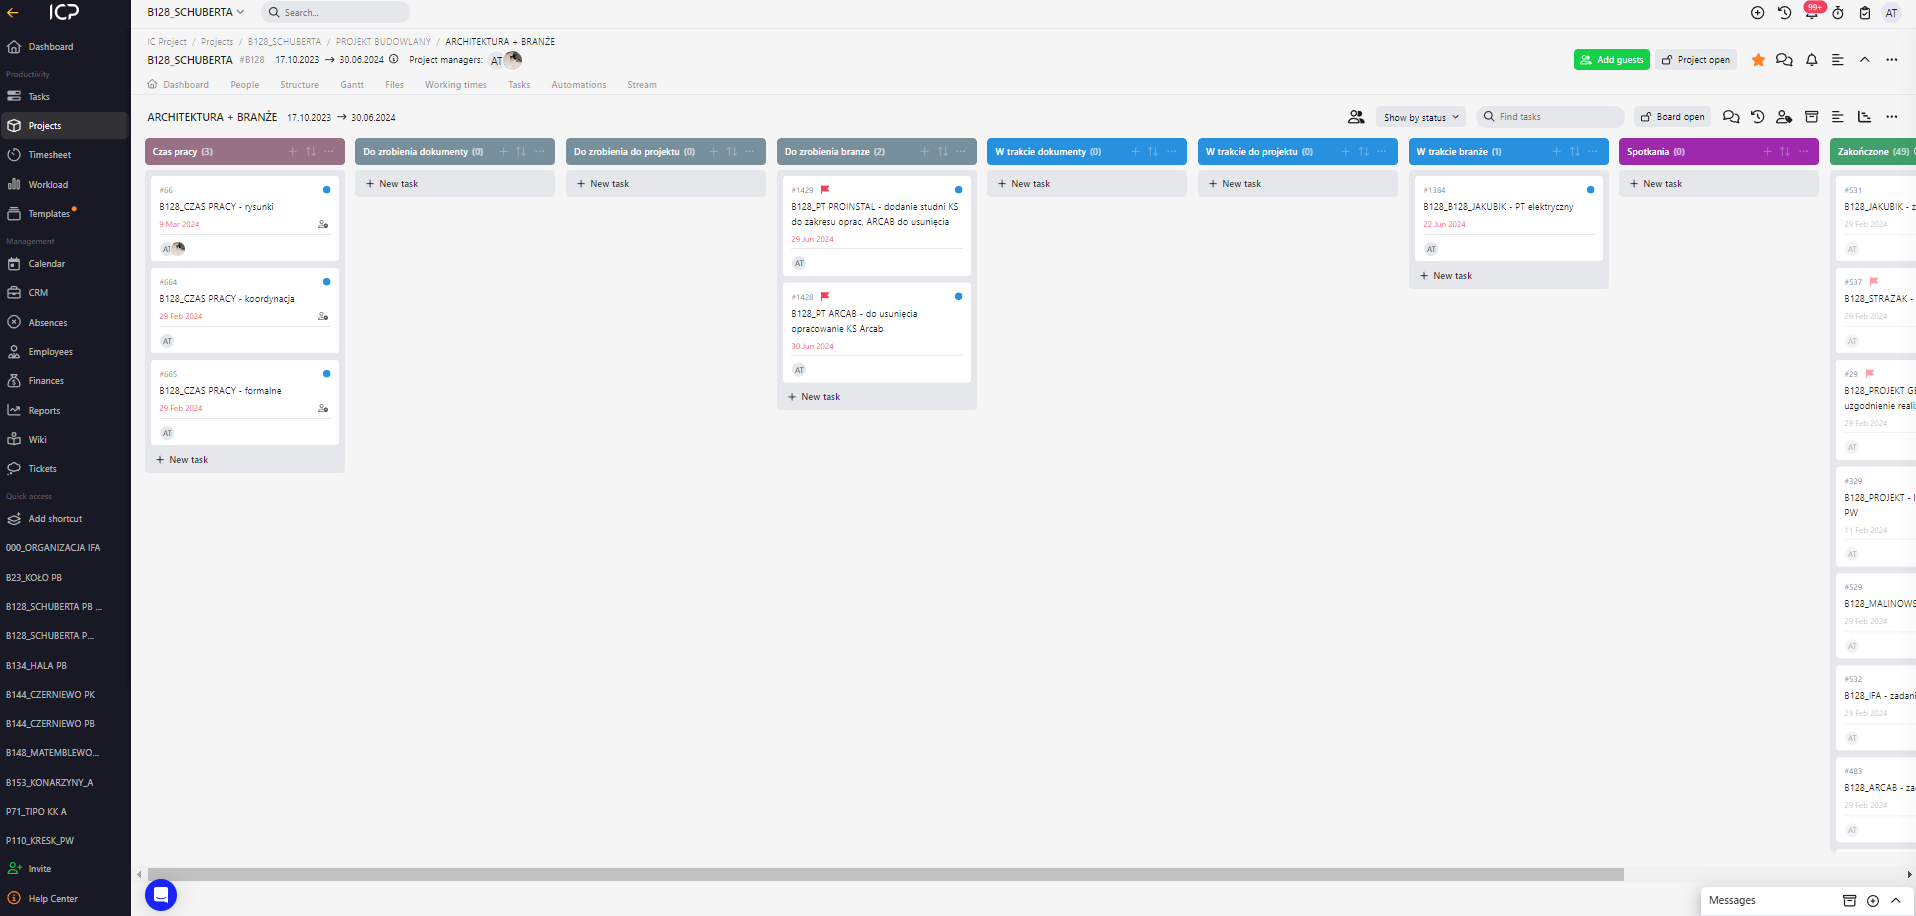 ICP
B128_SCHUBERTA
Search...
99+
AT
Dashboard
Productivity
Tasks
Projects
Timesheet
Workload
Templates
Management
Calendar
CRM
Absences
Employees
Finances
Reports
Wiki
Tickets
Quick access
Add shortcut
000_ORGANIZACJA IFA
B23_KOŁO PB
B128_SCHUBERTA PB ...
B128_SCHUBERTA P...
B134_HALA PB
B144_CZERNIEWO PK
B144_CZERNIEWO PB
B148_MATEMBLEWO...
B153_KONARZYNY_A
P71_TIPO KK A
P110_KRESK_PW
Invite
Help Center
IC Project / Projects / B128_SCHUBERTA / PROJEKT BUDOWLANY / ARCHITEKTURA + BRANŻE
B128_SCHUBERTA #B128 17.10.2023 → 30.06.2024 Project managers: AT
Add guests
Project open
Dashboard People Structure Gantt Files Working times Tasks Automations Stream
ARCHITEKTURA + BRANŻE 17.10.2023 → 30.06.2024
Show by status
Find tasks
Board open
Czas pracy (3)
#66
B128_CZAS PRACY - rysunki
9 Mar 2024
AT
#664
B128_CZAS PRACY - koordynacja
29 Feb 2024
AT
#665
B128_CZAS PRACY - formalne
29 Feb 2024
AT
+ New task
Do zrobienia dokumenty (0)
+ New task
Do zrobienia do projektu (0)
+ New task
Do zrobienia branze (2)
#1429
B128_PT PROINSTAL - dodanie studni KS
do zakresu oprac, ARCAB do usunięcia
29 Jun 2024
AT
#1428
B128_PT ARCAB - do usunięcia
opracowanie KS Arcab
30 Jun 2024
AT
+ New task
W trakcie dokumenty (0)
+ New task
W trakcie do projektu (0)
+ New task
W trakcie branże (1)
#1384
B128_B128_JAKUBIK - PT elektryczny
22 Jun 2024
AT
+ New task
Spotkania (0)
+ New task
Zakończone (49)
#531
B128_JAKUBIK - z
29 Feb 2024
AT
#537
B128_STRAZAK -
29 Feb 2024
AT
#29
B128_PROJEKT GE
uzgodnienie reali
29 Feb 2024
AT
#329
B128_PROJEKT - I
PW
11 Feb 2024
AT
#529
B128_MALINOWS
29 Feb 2024
AT
#532
B128_IFA - zadani
29 Feb 2024
AT
#483
B128_ARCAB - za
29 Feb 2024
AT
Messages